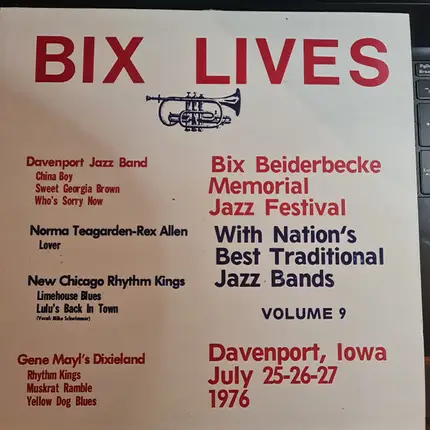 BIX LIVES
Davenport Jazz Band
China Boy
Sweet Georgia Brown
Who's Sorry Now
Norma Teagarden-Rex Allen
Lover
New Chicago Rhythm Kings
Limehouse Blues
Lulu's Back In Town
(Vocal: Mike Schwimmer)
Gene Mayl's Dixieland
Rhythm Kings
Muskrat Ramble
Yellow Dog Blues
Bix Beiderbecke
Memorial
Jazz Festival
With Nation's
Best Traditional
Jazz Bands
VOLUME 9
Davenport, Iowa
July 25-26-27
1976